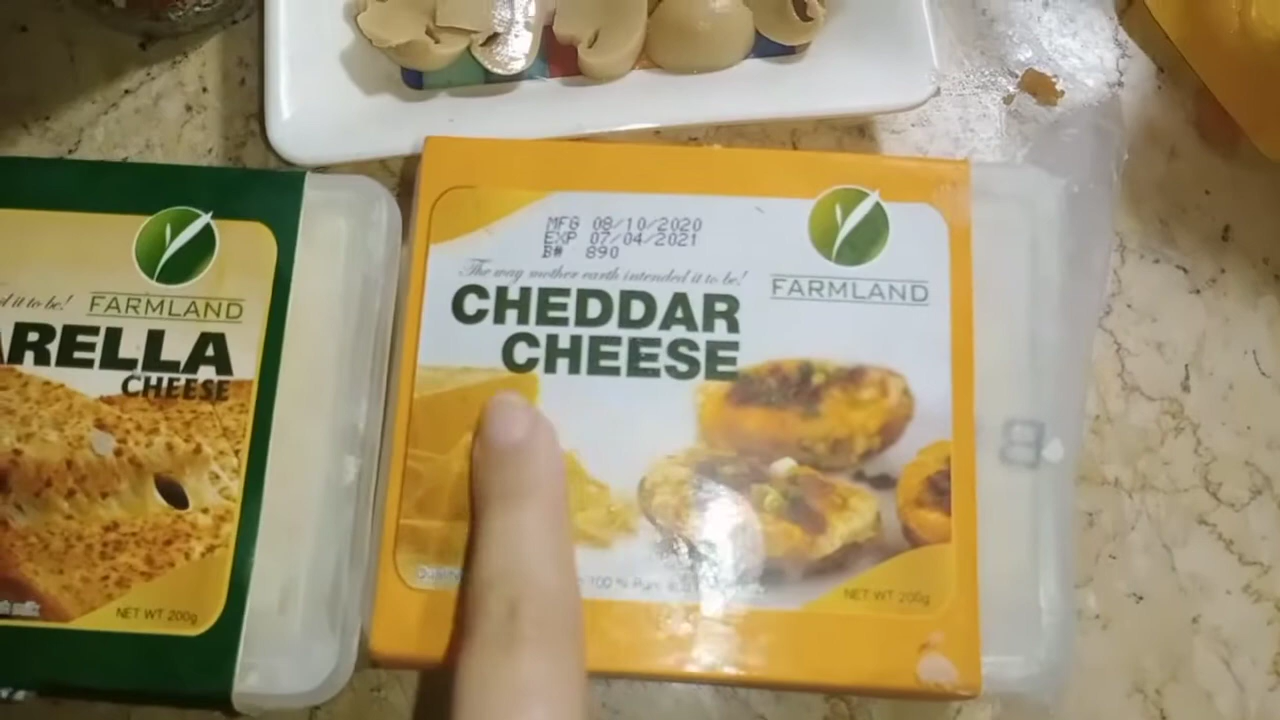 d it to be!
FARMLAND
ARELLA
CHEESE
NET WT 200g
MFG 08/10/2020
EXP 07/04/2021
B# 890
The way mother earth intended it to be!
FARMLAND
CHEDDAR
CHEESE
100 % Pure
NET WT 200g